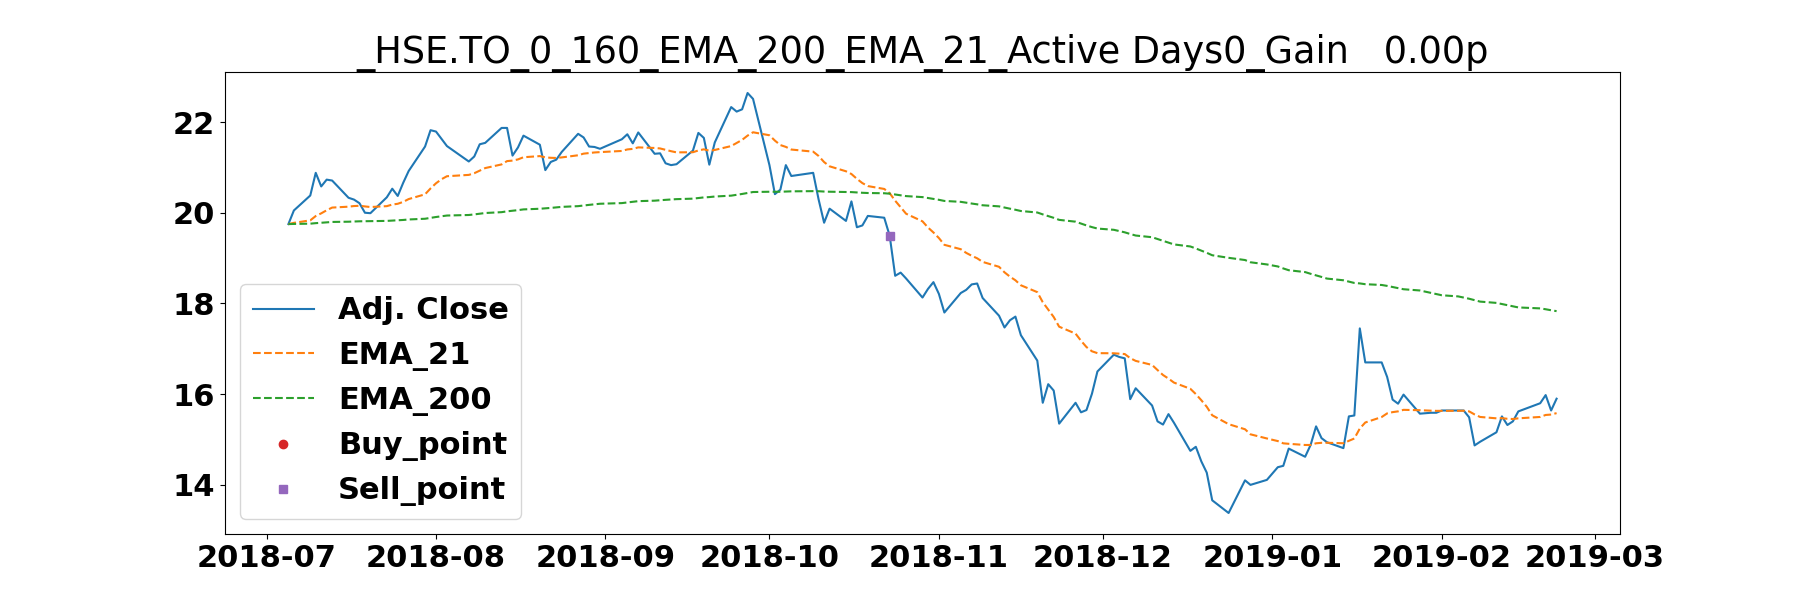 _HSE.TO_0_160_EMA_200_EMA_21_Active Days0_Gain   0.00p
22
20
18
16
14
Adj. Close
EMA_21
EMA_200
Buy_point
Sell_point
2018-07 2018-08 2018-09 2018-10 2018-11 2018-12 2019-01 2019-02 2019-03